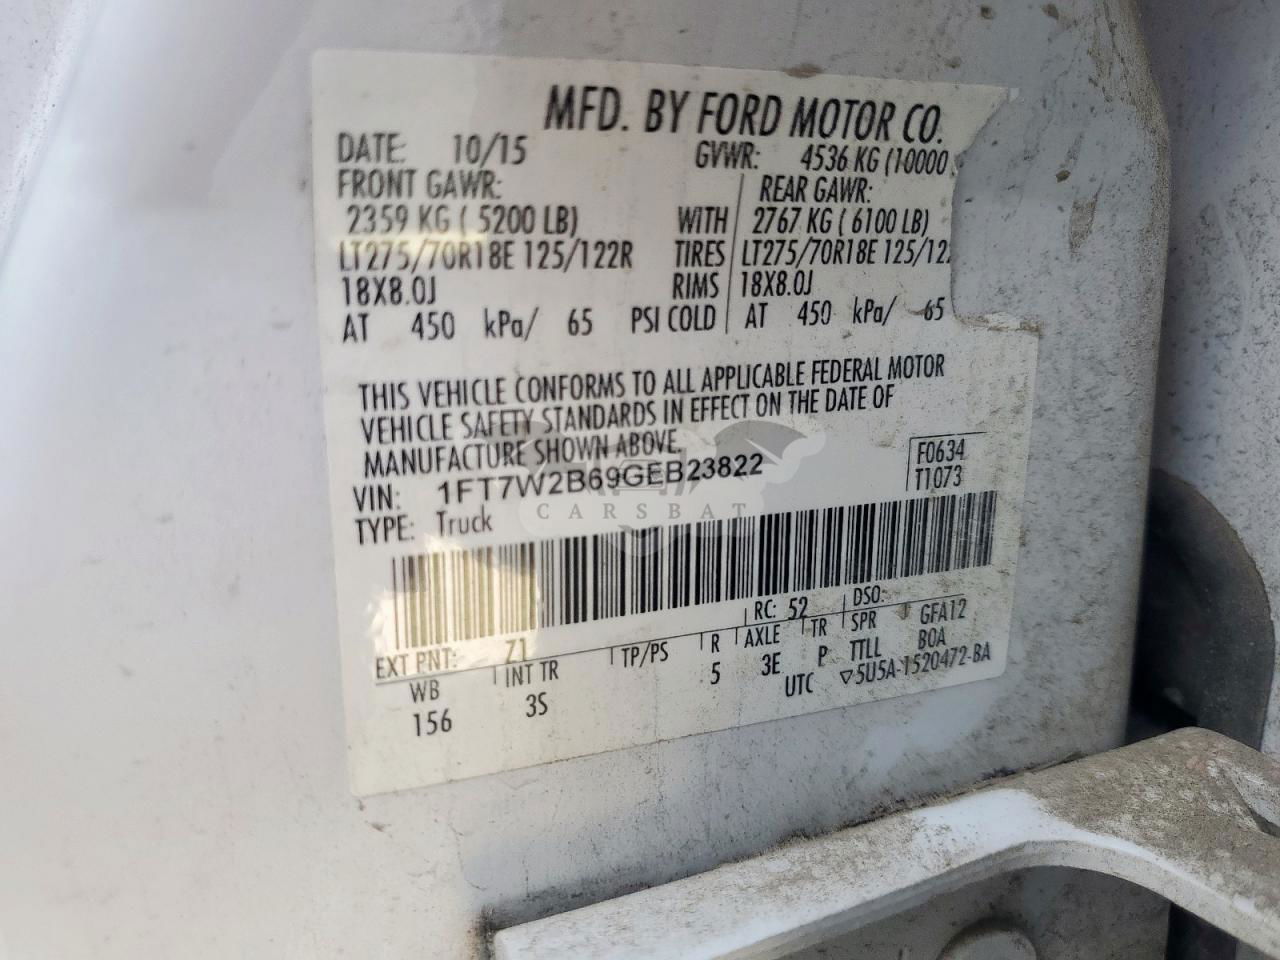 MFD. BY FORD MOTOR CO.
DATE: 10/15 GVWR: 4536 KG (10000
FRONT GAWR: REAR GAWR:
2359 KG ( 5200 LB) WITH 2767 KG ( 6100 LB)
LT275/70R18E 125/122R TIRES LT275/70R18E 125/12
18X8.0J RIMS 18X8.0J
AT 450 kPa/ 65 PSI COLD AT 450 kPa/ 65
THIS VEHICLE CONFORMS TO ALL APPLICABLE FEDERAL MOTOR
VEHICLE SAFETY STANDARDS IN EFFECT ON THE DATE OF
MANUFACTURE SHOWN ABOVE.
F0634
VIN: 1FT7W2B69GEB23822 T1073
TYPE: Truck
CARSBAT
RC: 52 DSO:
EXT PNT: Z1 TP/PS R AXLE TR SPR GFA12
WB INT TR 5 3E P TTLL BOA
156 3S UTC ▽5U5A-1520472-BA